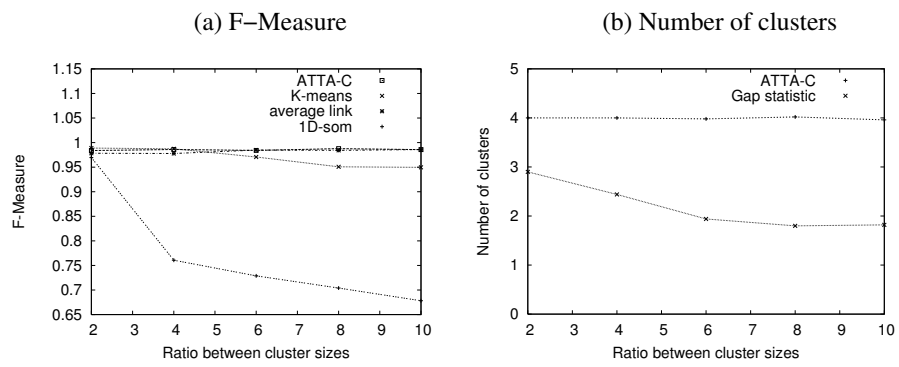 (a) F−Measure
1.15
1.1
1.05
1
0.95
0.9
0.85
0.8
0.75
0.7
0.65
F-Measure
ATTA-C
K-means
average link
1D-som
2 3 4 5 6 7 8 9 10
Ratio between cluster sizes
(b) Number of clusters
5
4
3
2
1
0
Number of clusters
ATTA-C
Gap statistic
2 3 4 5 6 7 8 9 10
Ratio between cluster sizes